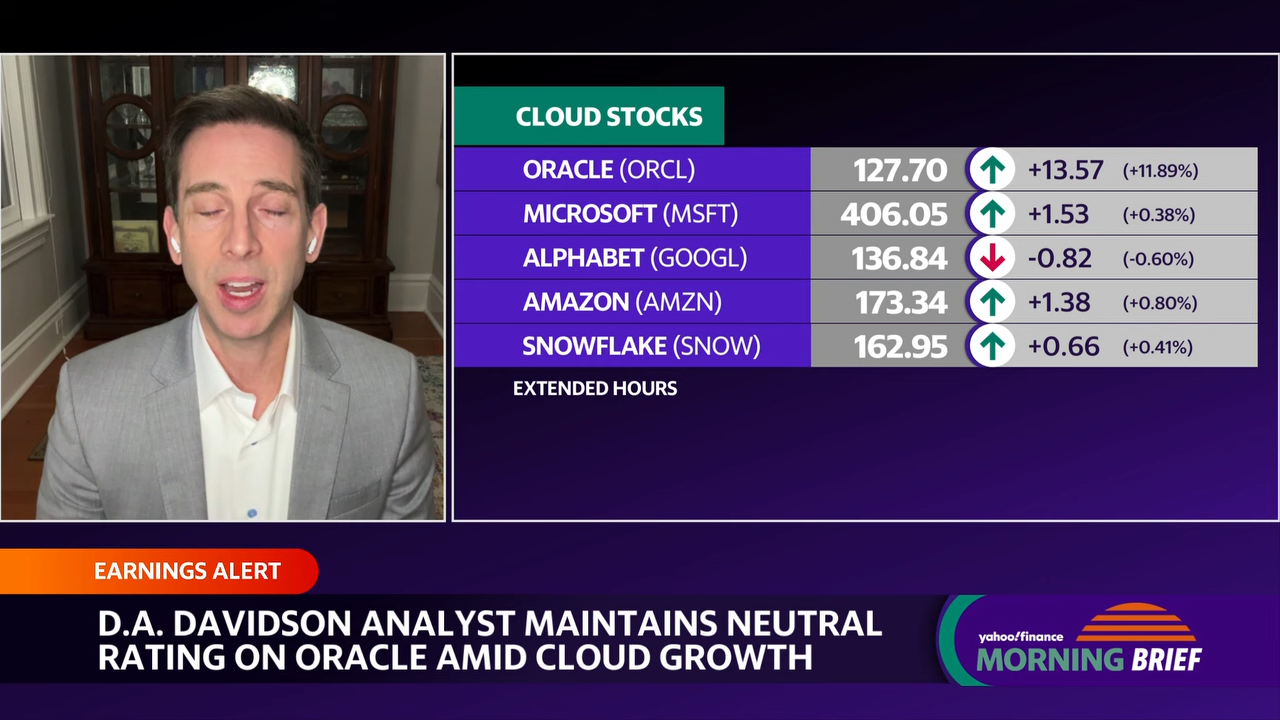 CLOUD STOCKS
ORACLE (ORCL) 127.70 +13.57 (+11.89%)
MICROSOFT (MSFT) 406.05 +1.53 (+0.38%)
ALPHABET (GOOGL) 136.84 -0.82 (-0.60%)
AMAZON (AMZN) 173.34 +1.38 (+0.80%)
SNOWFLAKE (SNOW) 162.95 +0.66 (+0.41%)
EXTENDED HOURS
EARNINGS ALERT
D.A. DAVIDSON ANALYST MAINTAINS NEUTRAL
RATING ON ORACLE AMID CLOUD GROWTH
yahoo!finance
MORNING BRIEF